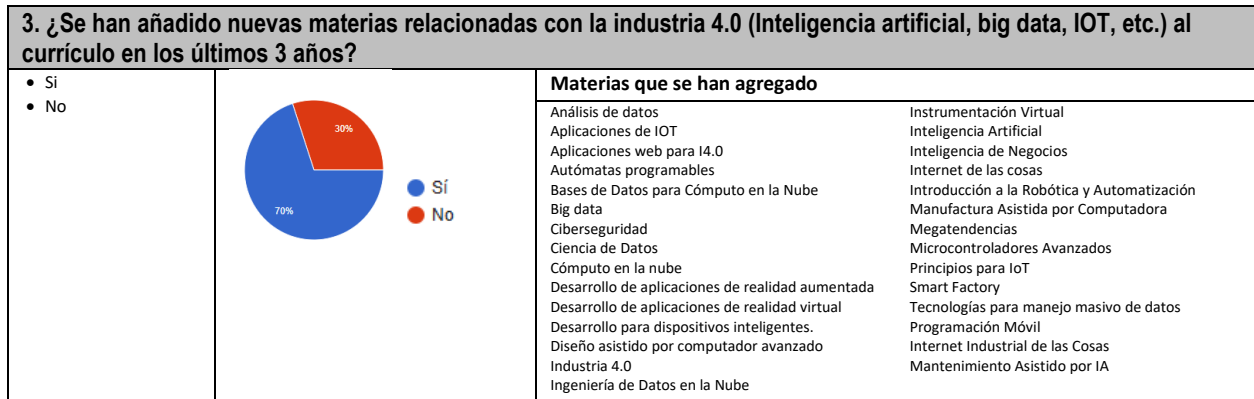 3. ¿Se han añadido nuevas materias relacionadas con la industria 4.0 (Inteligencia artificial, big data, IOT, etc.) al
currículo en los últimos 3 años?
• Si
• No
30%
70%
Sí
No
Materias que se han agregado
Análisis de datos
Aplicaciones de IOT
Aplicaciones web para I4.0
Autómatas programables
Bases de Datos para Cómputo en la Nube
Big data
Ciberseguridad
Ciencia de Datos
Cómputo en la nube
Desarrollo de aplicaciones de realidad aumentada
Desarrollo de aplicaciones de realidad virtual
Desarrollo para dispositivos inteligentes.
Diseño asistido por computador avanzado
Industria 4.0
Ingeniería de Datos en la Nube
Instrumentación Virtual
Inteligencia Artificial
Inteligencia de Negocios
Internet de las cosas
Introducción a la Robótica y Automatización
Manufactura Asistida por Computadora
Megatendencias
Microcontroladores Avanzados
Principios para IoT
Smart Factory
Tecnologías para manejo masivo de datos
Programación Móvil
Internet Industrial de las Cosas
Mantenimiento Asistido por IA